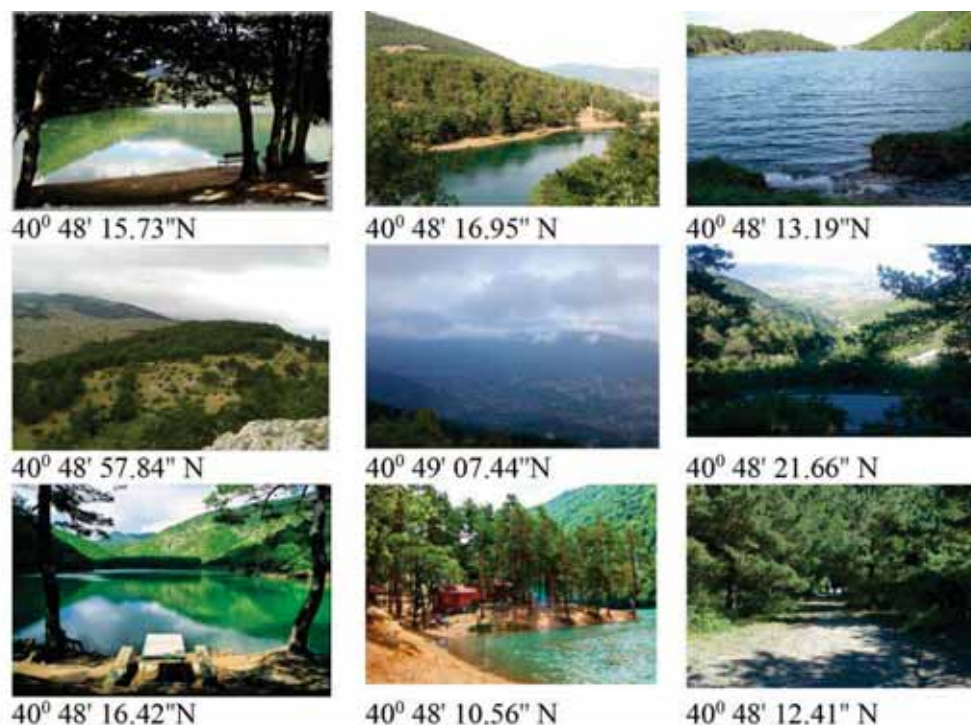 40⁰ 48' 15.73"N
40⁰ 48' 16.95" N
40⁰ 48' 13.19"N
40⁰ 48' 57.84" N
40⁰ 49' 07.44"N
40⁰ 48' 21.66" N
40⁰ 48' 16.42"N
40⁰ 48' 10.56" N
40⁰ 48' 12.41" N